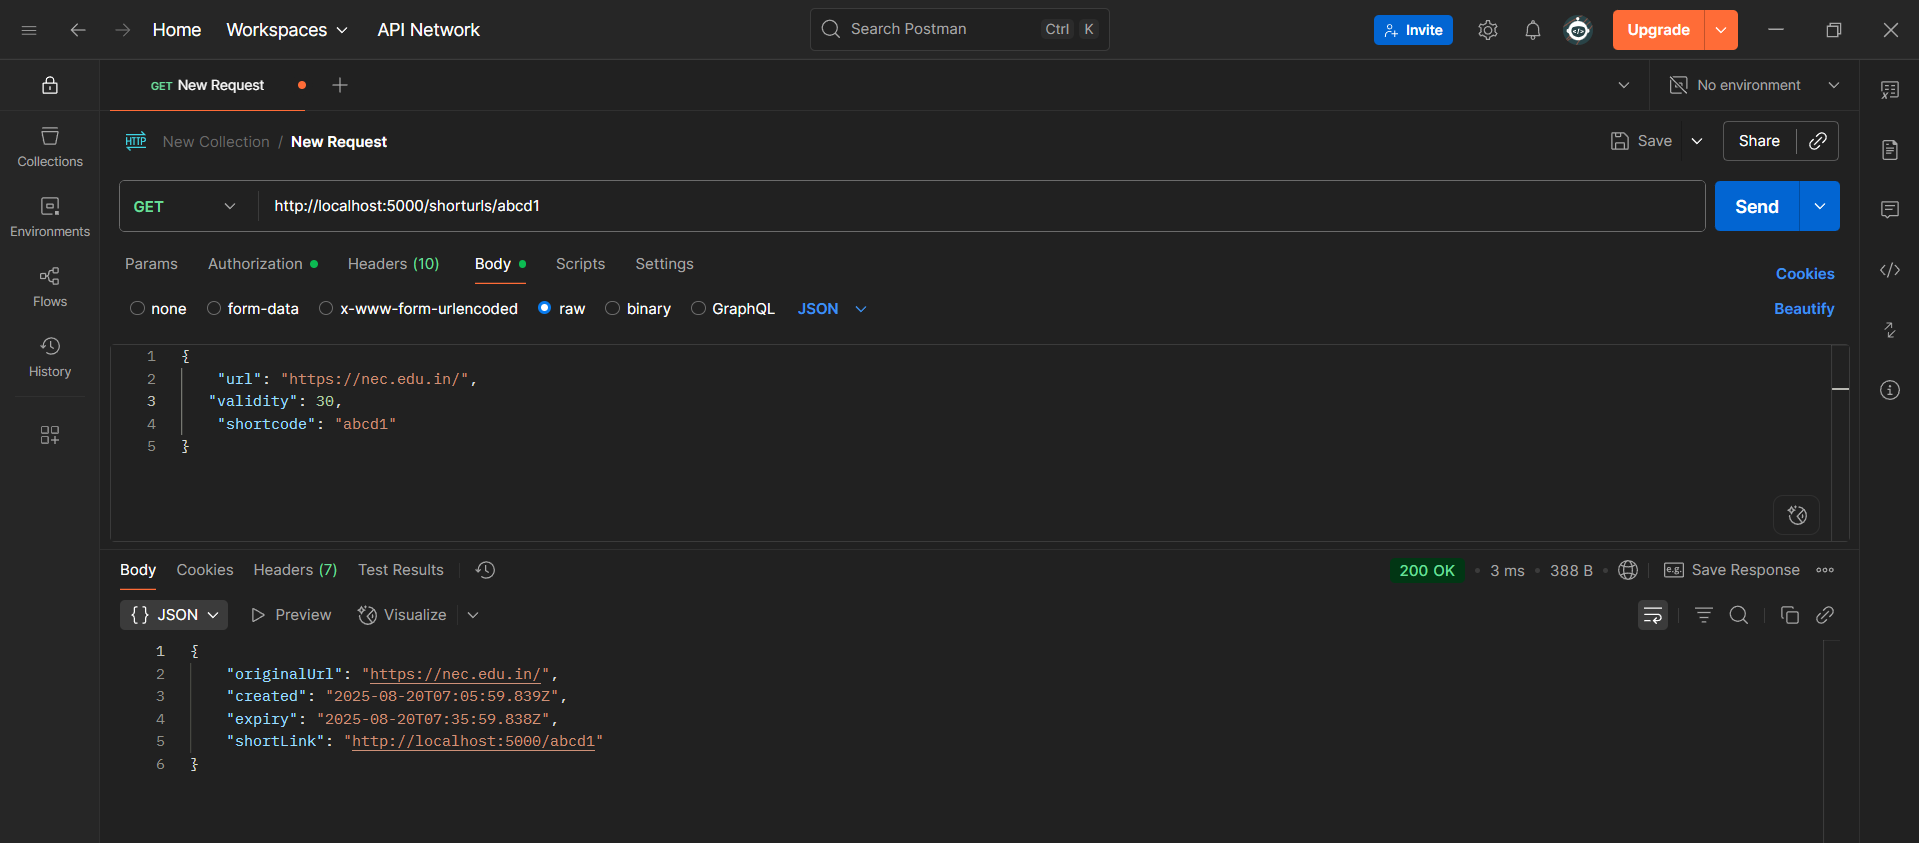 Home Workspaces API Network Search Postman Ctrl K Invite Upgrade
GET New Request No environment
HTTP New Collection / New Request Save Share
GET http://localhost:5000/shorturls/abcd1 Send
Params Authorization Headers (10) Body Scripts Settings Cookies
none form-data x-www-form-urlencoded raw binary GraphQL JSON Beautify
Collections
Environments
Flows
History
1 {
2 "url": "https://nec.edu.in/",
3 "validity": 30,
4 "shortcode": "abcd1"
5 }
Body Cookies Headers (7) Test Results 200 OK • 3 ms • 388 B • e.g. Save Response
{} JSON Preview Visualize
1 {
2 "originalUrl": "https://nec.edu.in/",
3 "created": "2025-08-20T07:05:59.839Z",
4 "expiry": "2025-08-20T07:35:59.838Z",
5 "shortLink": "http://localhost:5000/abcd1"
6 }